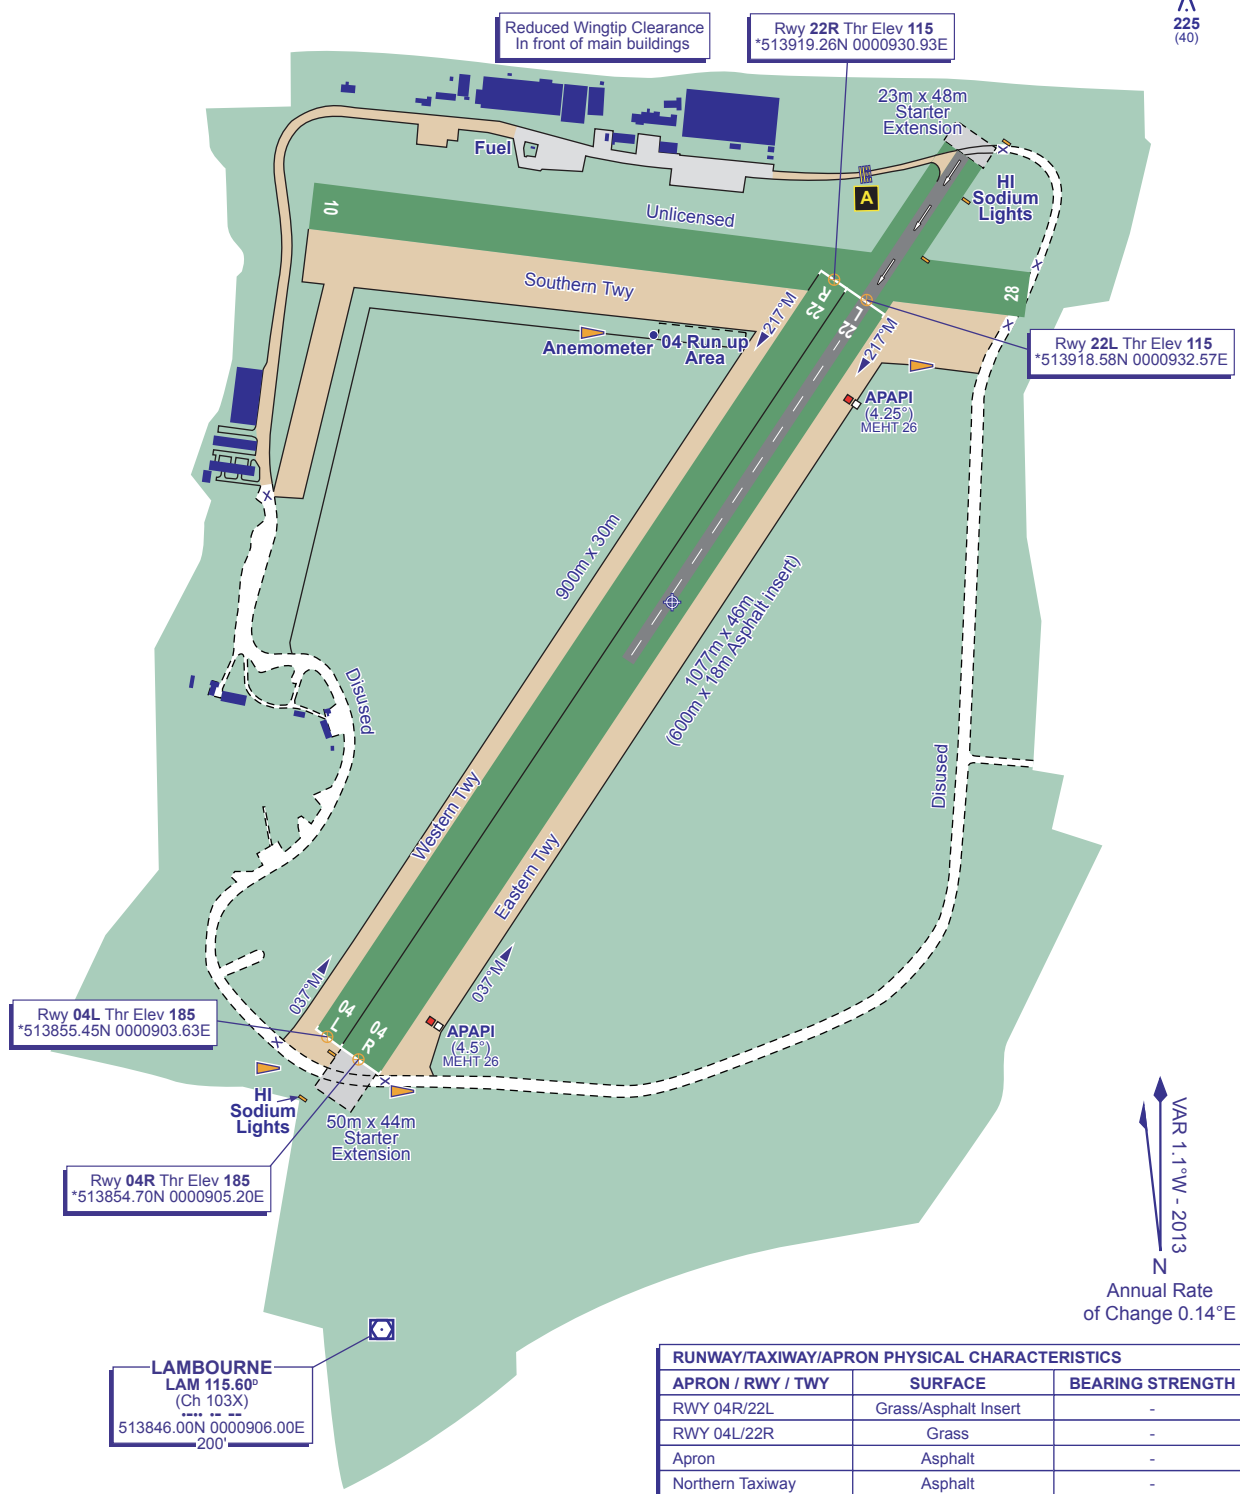 225
(40)
Reduced Wingtip Clearance
In front of main buildings
Rwy 22R Thr Elev 115
*513919.26N 0000930.93E
23m x 48m
Starter
Extension
Fuel
A
HI
Sodium
Lights
10
Unlicensed
Southern Twy
28
22 R
22 L
217°M
217°M
Anemometer
04 Run up
Area
Rwy 22L Thr Elev 115
*513918.58N 0000932.57E
APAPI
(4.25°)
MEHT 26
900m x 30m
1077m x 46m
(600m x 18m Asphalt insert)
Disused
Disused
Western Twy
Eastern Twy
037°M
037°M
04
L
04
R
Rwy 04L Thr Elev 185
*513855.45N 0000903.63E
APAPI
(4.5°)
MEHT 26
HI
Sodium
Lights
50m x 44m
Starter
Extension
Rwy 04R Thr Elev 185
*513854.70N 0000905.20E
VAR 1.1°W - 2013
N
Annual Rate
of Change 0.14°E
LAMBOURNE
LAM 115.60ᴰ
(Ch 103X)
513846.00N 0000906.00E
200'
RUNWAY/TAXIWAY/APRON PHYSICAL CHARACTERISTICS
APRON / RWY / TWY SURFACE BEARING STRENGTH
RWY 04R/22L Grass/Asphalt Insert -
RWY 04L/22R Grass -
Apron Asphalt -
Northern Taxiway Asphalt -